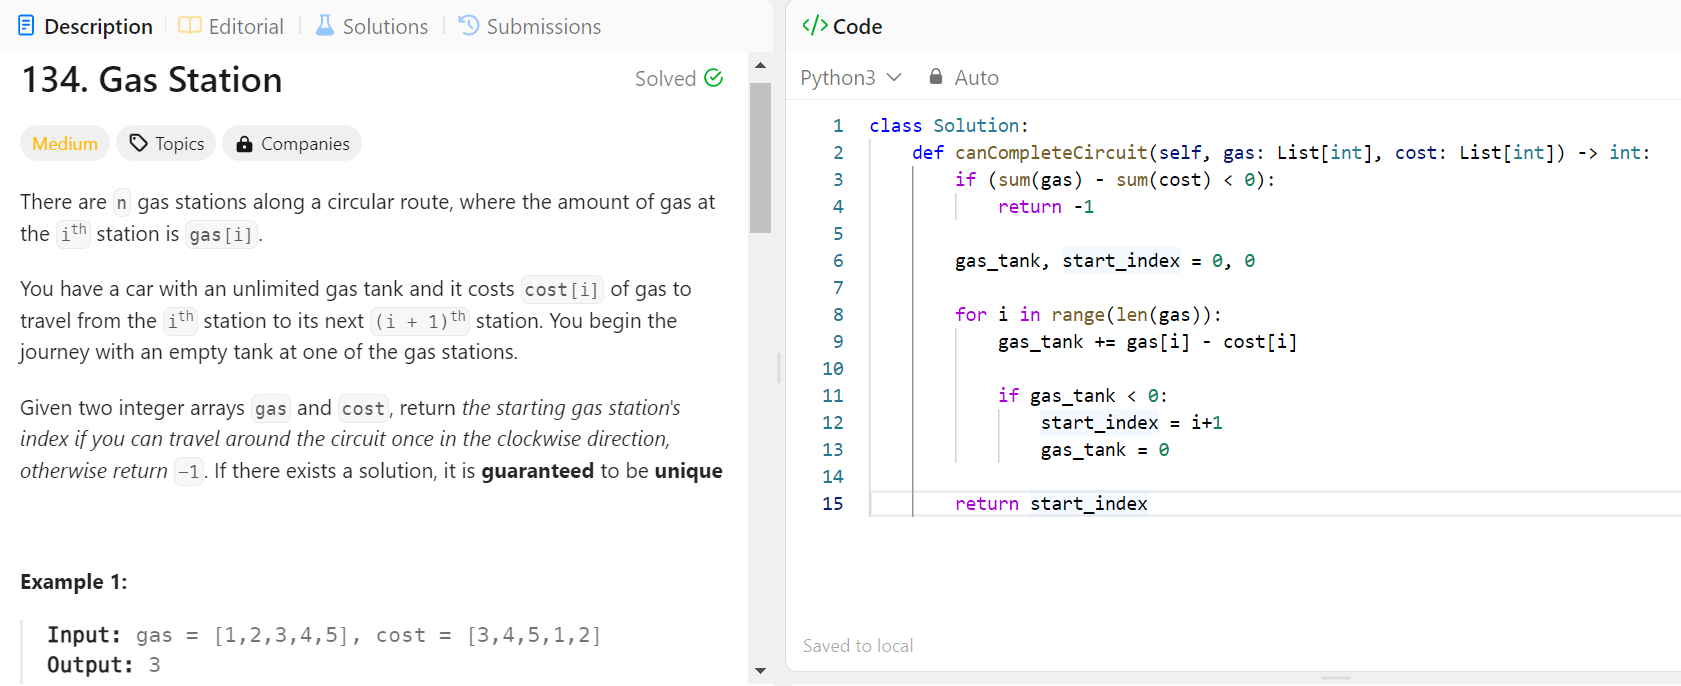 Description Editorial Solutions Submissions
134. Gas Station Solved
Medium Topics Companies
There are n gas stations along a circular route, where the amount of gas at
the ith station is gas[i].
You have a car with an unlimited gas tank and it costs cost[i] of gas to
travel from the ith station to its next (i + 1)th station. You begin the
journey with an empty tank at one of the gas stations.
Given two integer arrays gas and cost, return the starting gas station's
index if you can travel around the circuit once in the clockwise direction,
otherwise return -1. If there exists a solution, it is guaranteed to be unique
Example 1:
Input: gas = [1,2,3,4,5], cost = [3,4,5,1,2]
Output: 3
</> Code
Python3 Auto
1 class Solution:
2 def canCompleteCircuit(self, gas: List[int], cost: List[int]) -> int:
3 if (sum(gas) - sum(cost) < 0):
4 return -1
5
6 gas_tank, start_index = 0, 0
7
8 for i in range(len(gas)):
9 gas_tank += gas[i] - cost[i]
10
11 if gas_tank < 0:
12 start_index = i+1
13 gas_tank = 0
14
15 return start_index
Saved to local